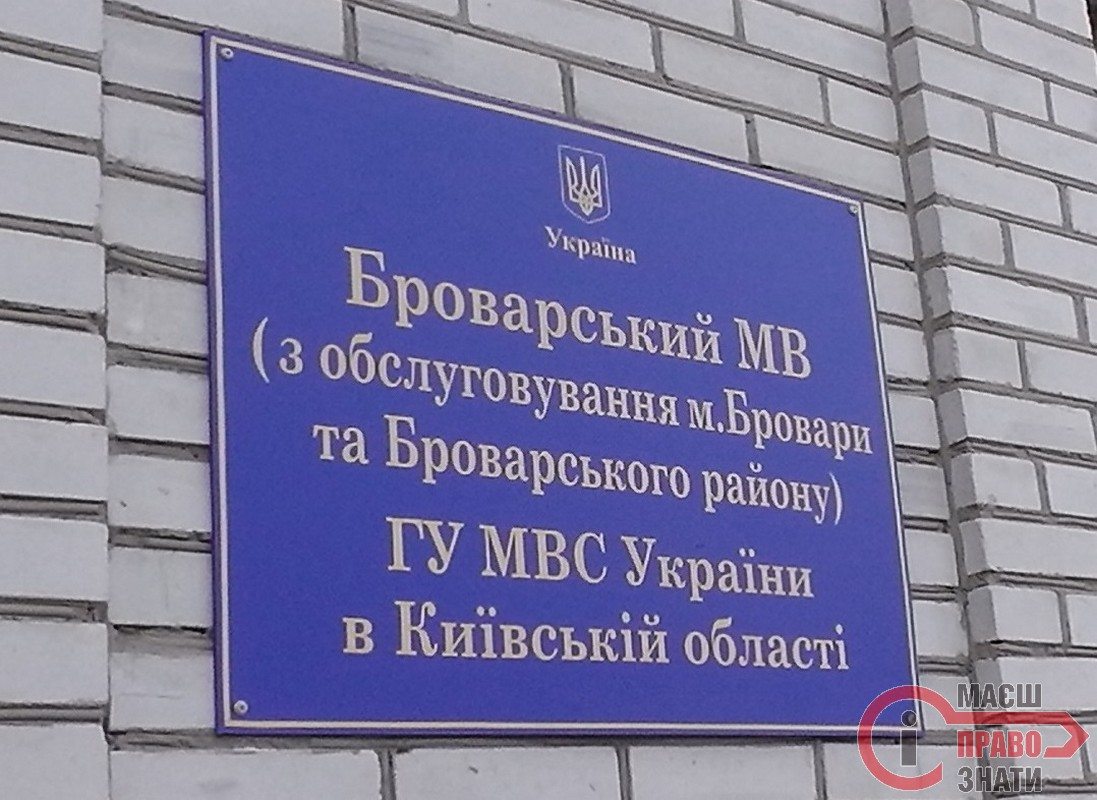 Україна
Броварський МВ
(з обслуговування м.Бровари
та Броварського району)
ГУ МВС України
в Київській області
МАЄШ
ПРАВО
ЗНАТИ